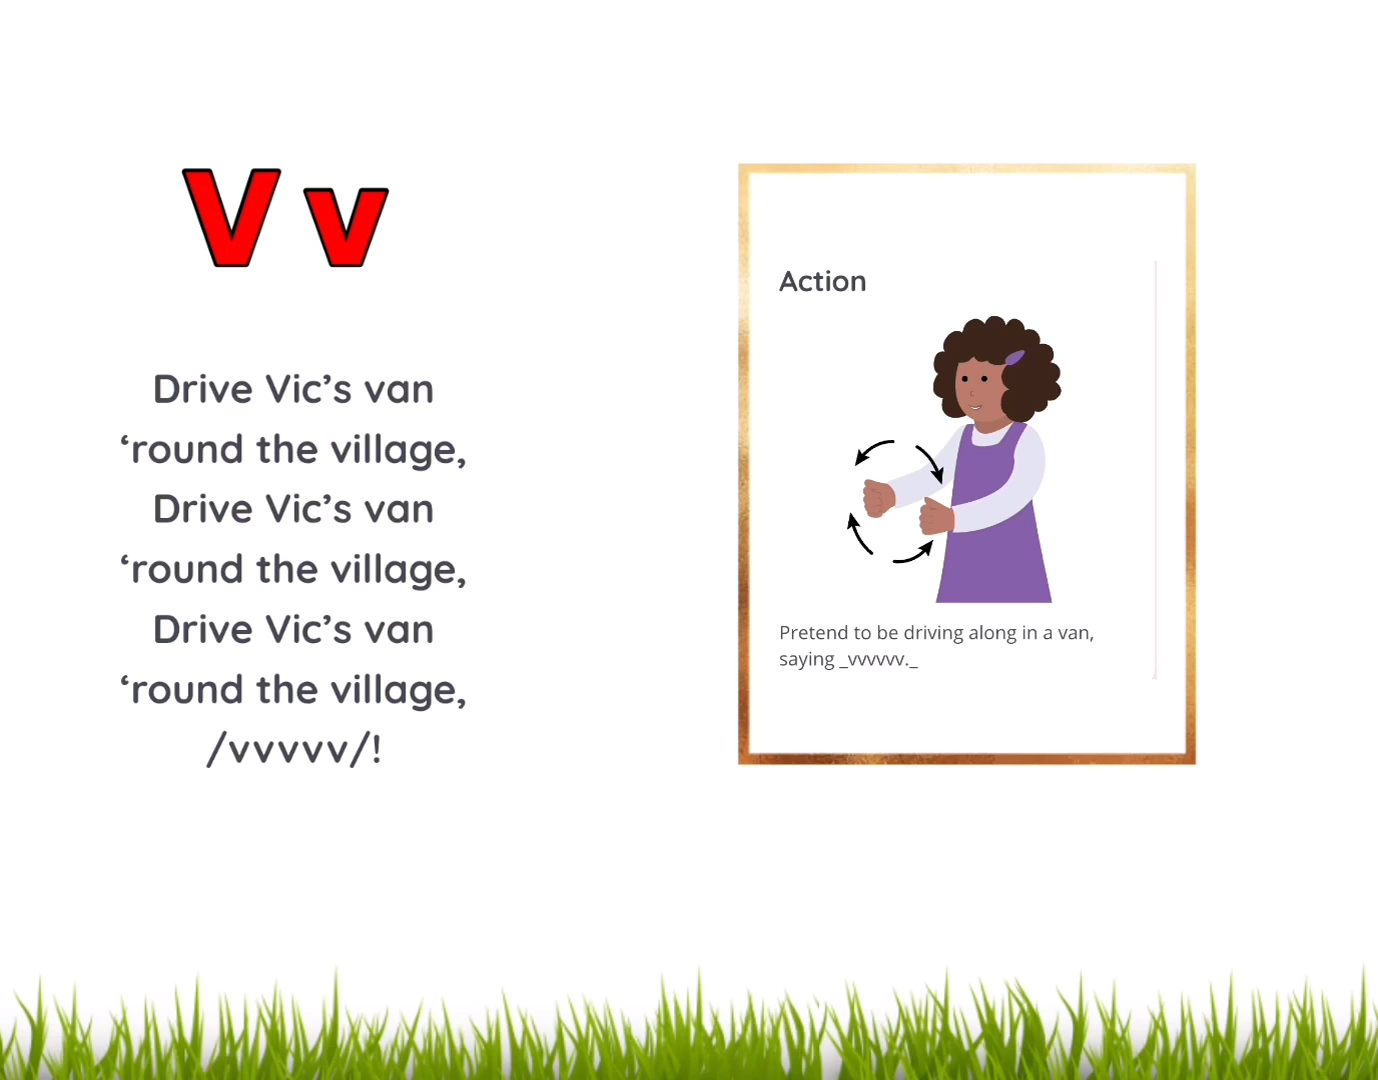 V v
Drive Vic’s van
‘round the village,
Drive Vic’s van
‘round the village,
Drive Vic’s van
‘round the village,
/vvvvv/!
Action
Pretend to be driving along in a van,
saying _vvvvvv._